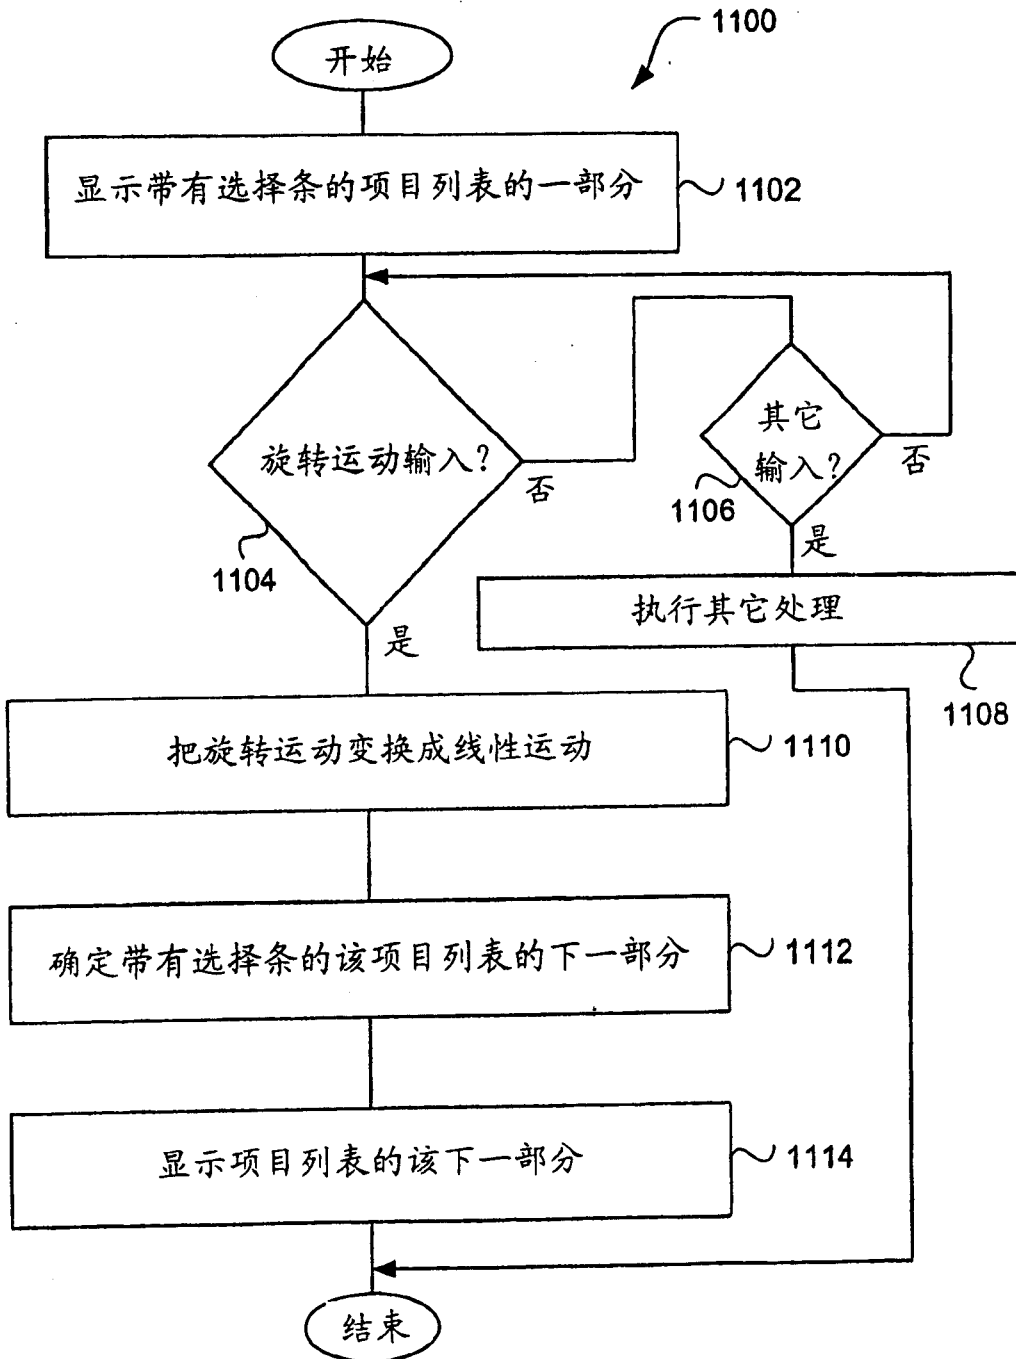 1100
开始
显示带有选择条的项目列表的一部分
1102
旋转运动输入?
否
1104
是
其它
输入?
否
1106
是
执行其它处理
1108
把旋转运动变换成线性运动
1110
确定带有选择条的该项目列表的下一部分
1112
显示项目列表的该下一部分
1114
结束